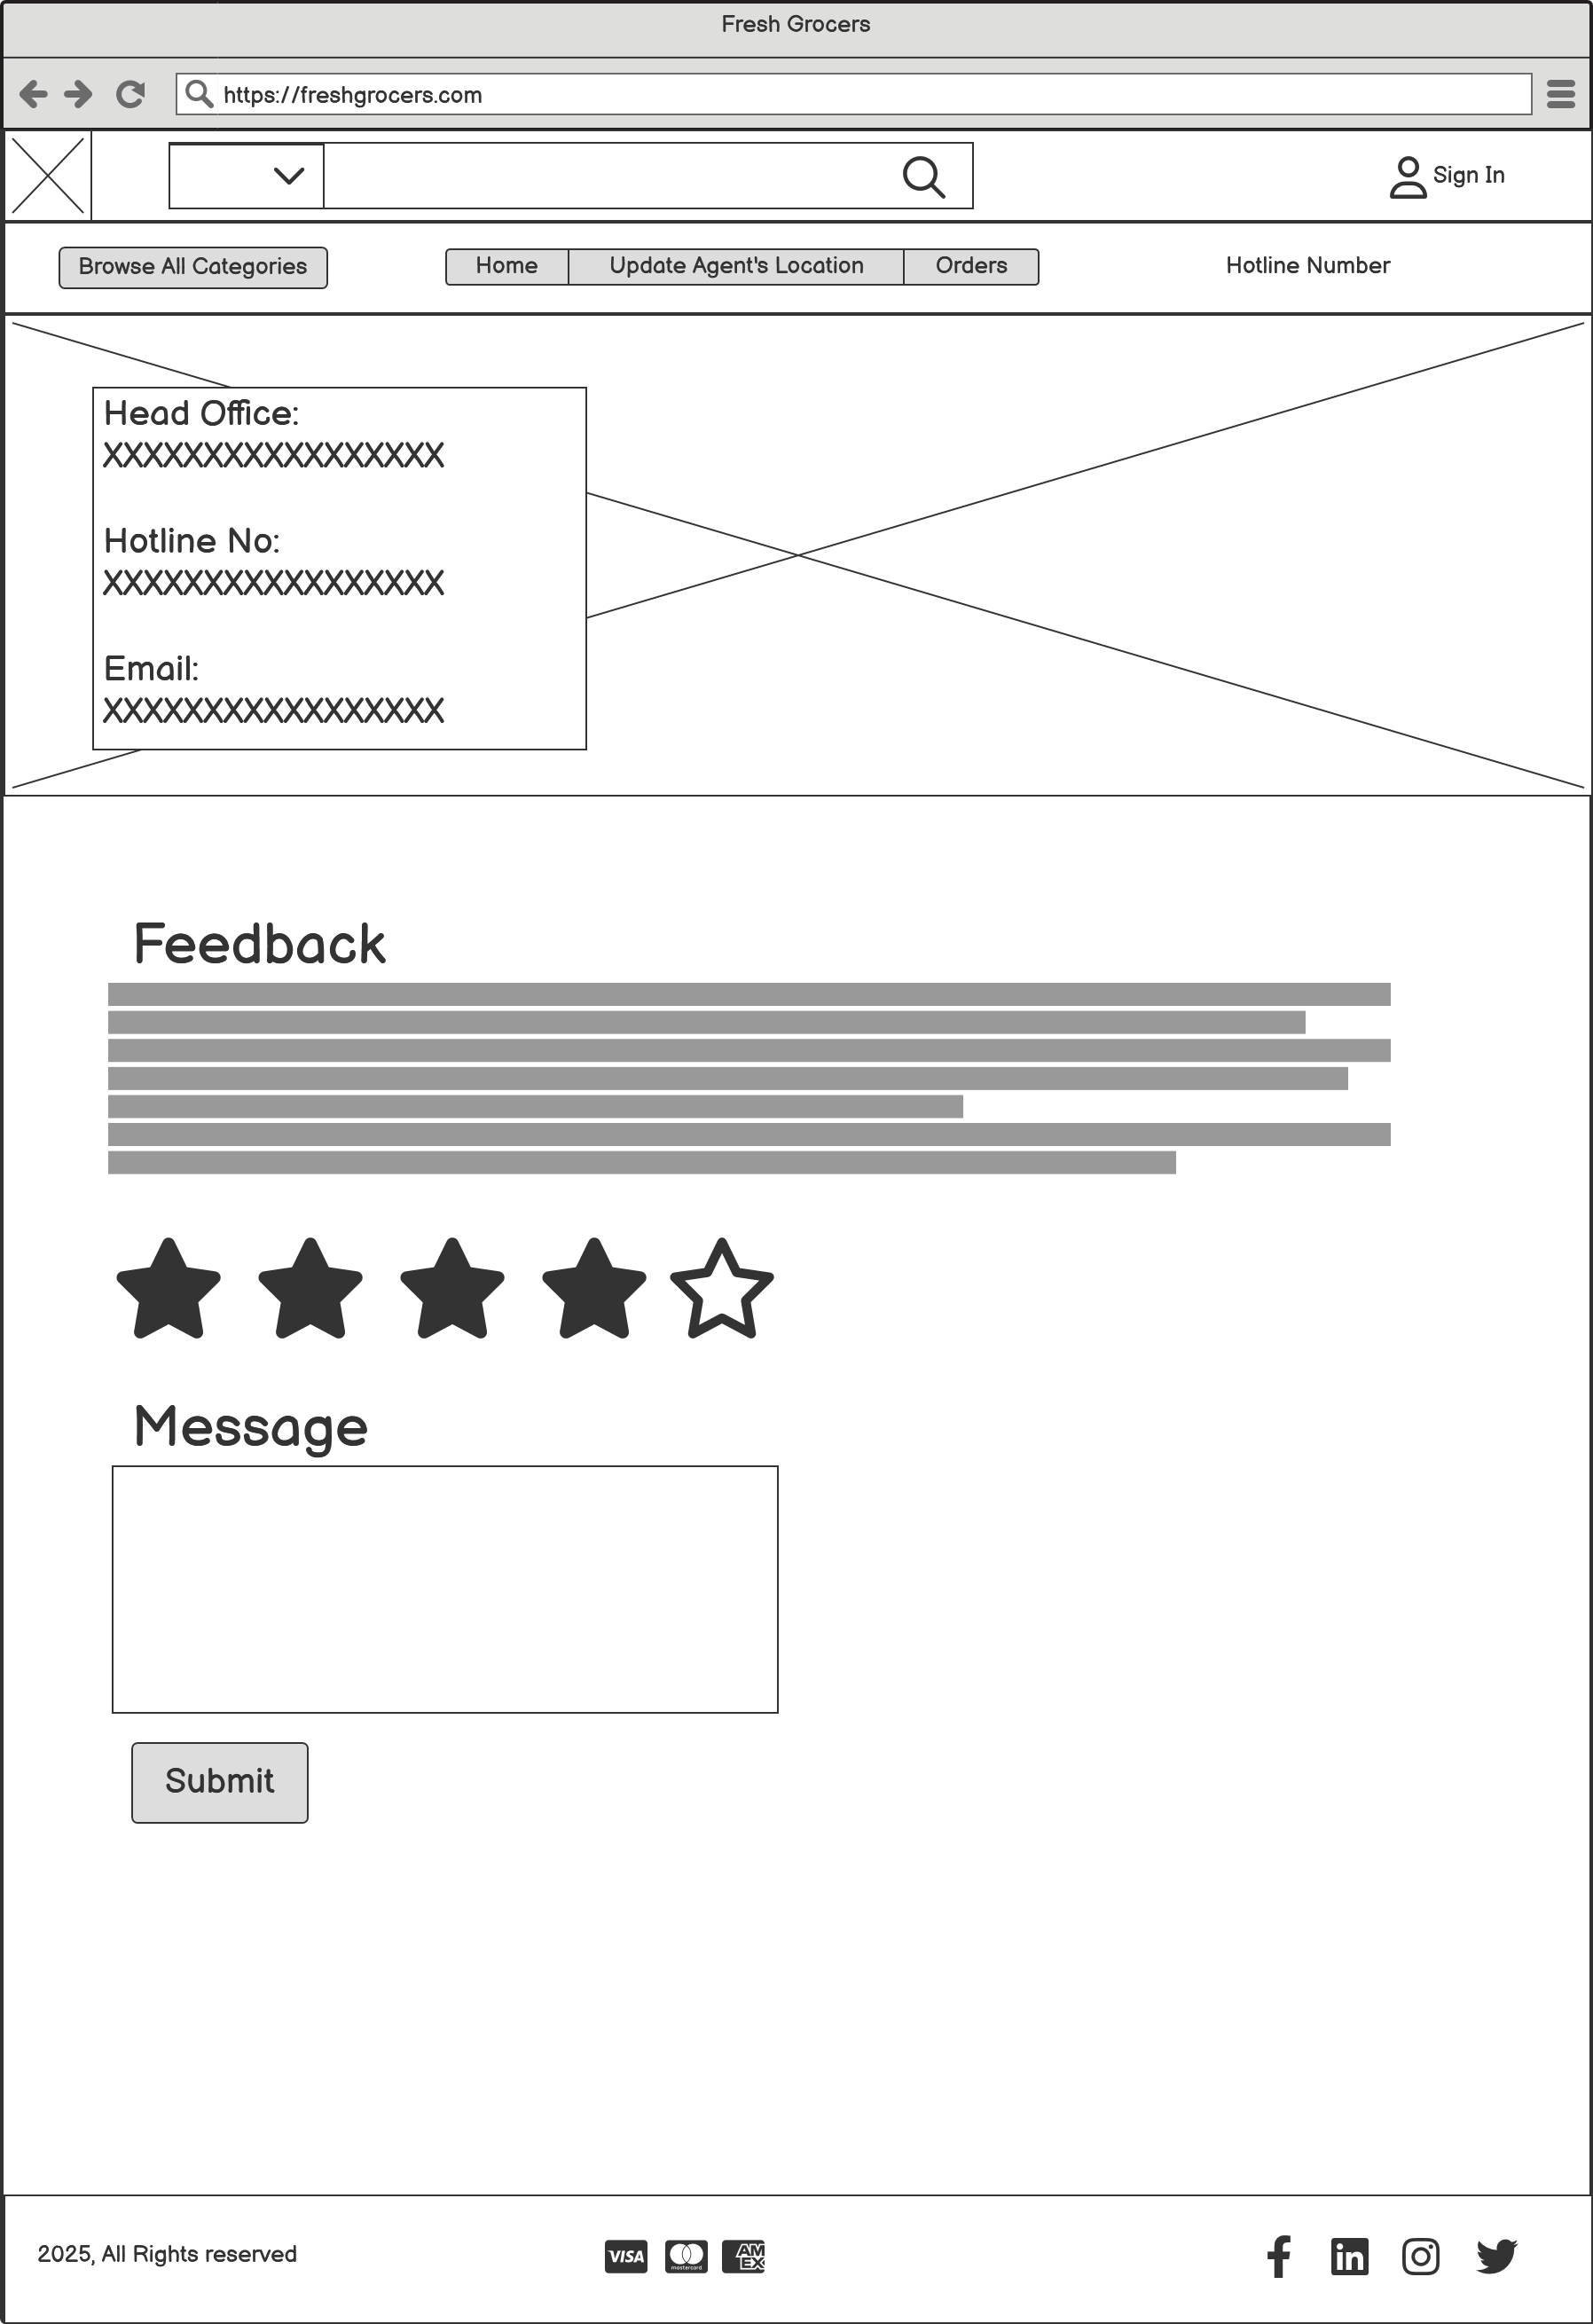 Fresh Grocers
https://freshgrocers.com
Sign In
Browse All Categories
Home
Update Agent's Location
Orders
Hotline Number
Head Office:
XXXXXXXXXXXXXXXXX
Hotline No:
XXXXXXXXXXXXXXXXX
Email:
XXXXXXXXXXXXXXXXX
Feedback
Message
Submit
2025, All Rights reserved
VISA
mastercard
AM
EX